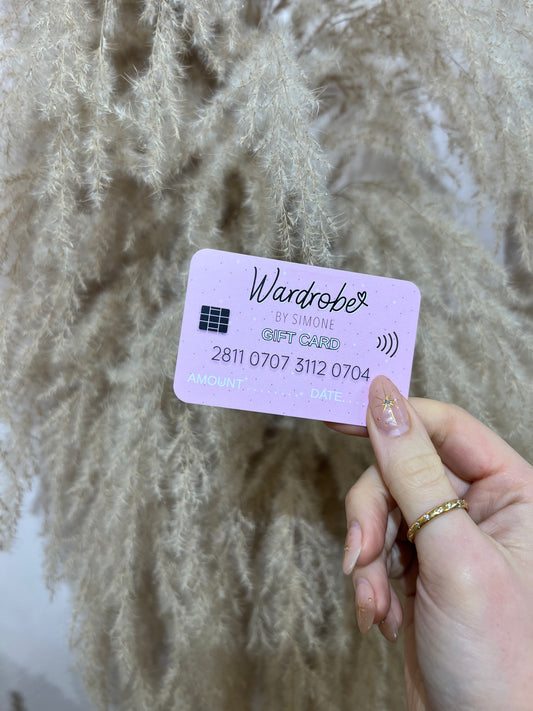 Wardrobe
BY SIMONE
GIFT CARD
2811 0707 3112 0704
AMOUNT........ DATE...